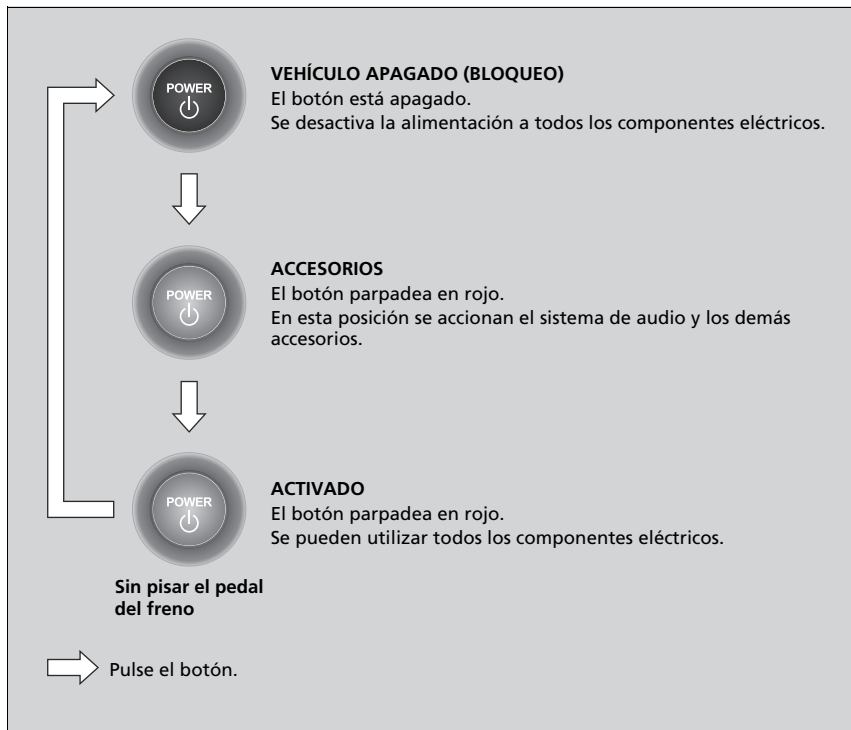 POWER
VEHÍCULO APAGADO (BLOQUEO)
El botón está apagado.
Se desactiva la alimentación a todos los componentes eléctricos.
POWER
ACCESORIOS
El botón parpadea en rojo.
En esta posición se accionan el sistema de audio y los demás
accesorios.
POWER
ACTIVADO
El botón parpadea en rojo.
Se pueden utilizar todos los componentes eléctricos.
Sin pisar el pedal
del freno
Pulse el botón.